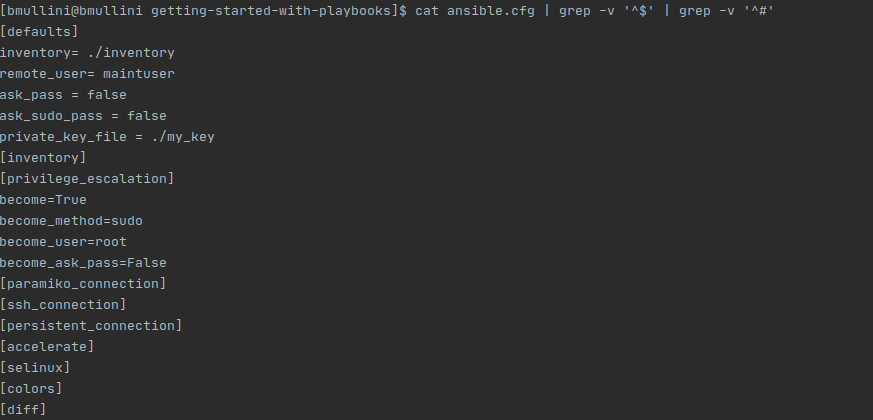 [bmullini@bmullini getting-started-with-playbooks]$ cat ansible.cfg | grep -v '^$' | grep -v '^#'
[defaults]
inventory= ./inventory
remote_user= maintuser
ask_pass = false
ask_sudo_pass = false
private_key_file = ./my_key
[inventory]
[privilege_escalation]
become=True
become_method=sudo
become_user=root
become_ask_pass=False
[paramiko_connection]
[ssh_connection]
[persistent_connection]
[accelerate]
[selinux]
[colors]
[diff]